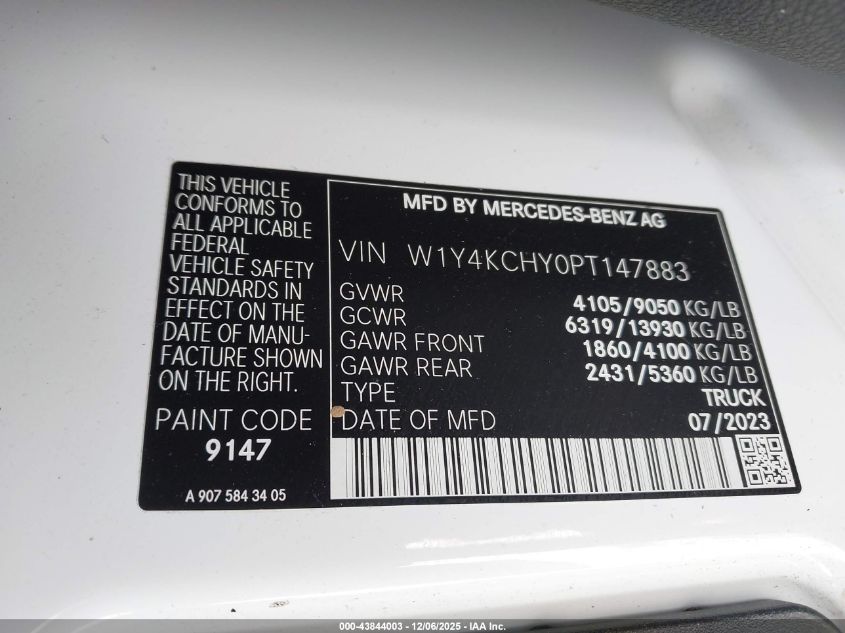 THIS VEHICLE
CONFORMS TO
ALL APPLICABLE
FEDERAL
VEHICLE SAFETY
STANDARDS IN
EFFECT ON THE
DATE OF MANU-
FACTURE SHOWN
ON THE RIGHT.
PAINT CODE
9147
A 907 584 34 05
MFD BY MERCEDES-BENZ AG
VIN W1Y4KCHY0PT147883
GVWR 4105/9050 KG/LB
GCWR 6319/13930 KG/LB
GAWR FRONT 1860/4100 KG/LB
GAWR REAR 2431/5360 KG/LB
TYPE TRUCK
DATE OF MFD 07/2023
000-43844003 - 12/06/2025 - IAA Inc.